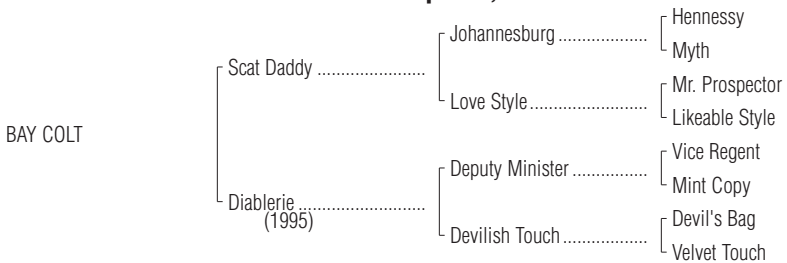 Hennessy
Johannesburg ...................
Myth
Scat Daddy .......................
Mr. Prospector
Love Style.........................
Likeable Style
BAY COLT
Vice Regent
Deputy Minister ................
Mint Copy
Diablerie ...........................
(1995)
Devil's Bag
Devilish Touch..................
Velvet Touch